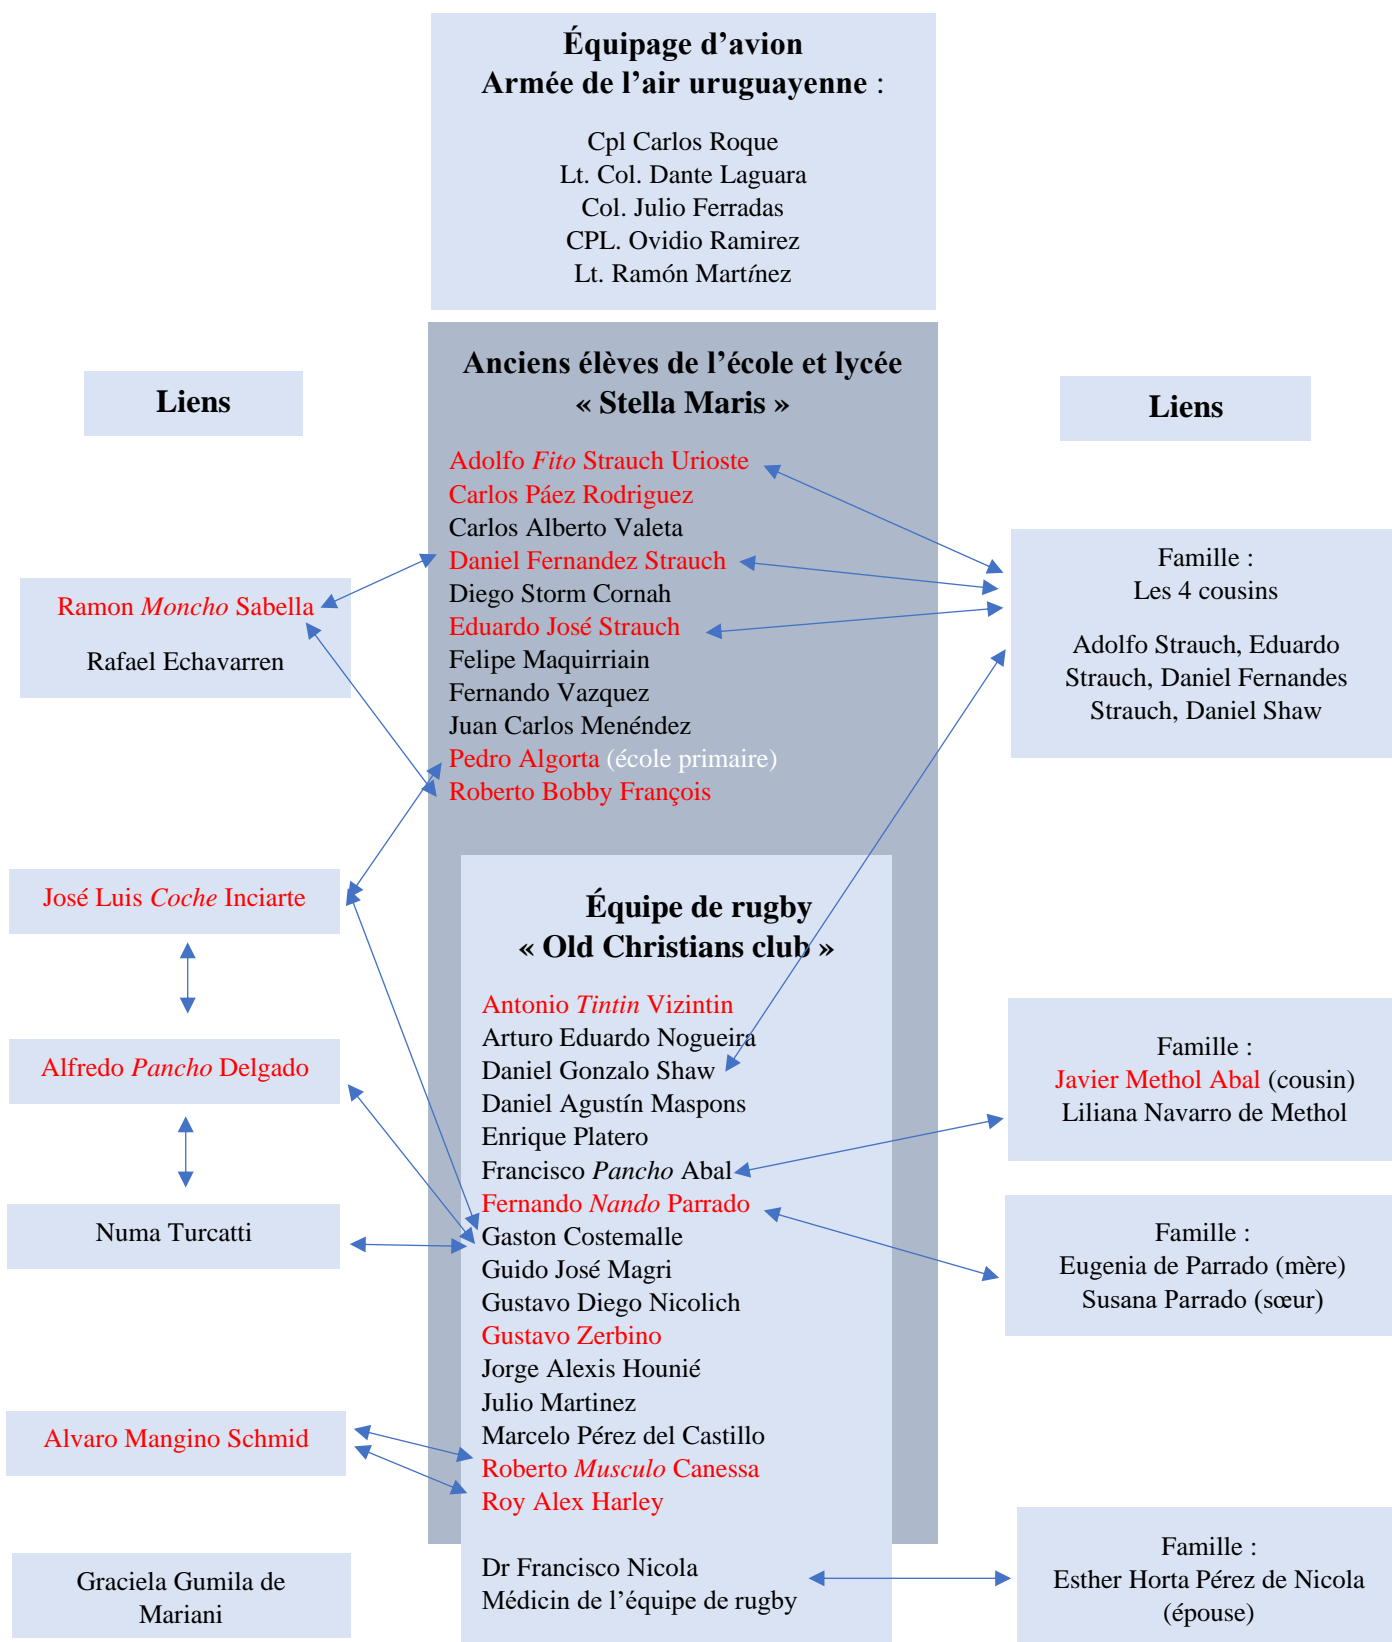 Équipage d’avion
Armée de l’air uruguayenne :
Cpl Carlos Roque
Lt. Col. Dante Laguara
Col. Julio Ferradas
CPL. Ovidio Ramirez
Lt. Ramón Martínez
Liens
Ramon Moncho Sabella
Rafael Echavarren
José Luis Coche Inciarte
Alfredo Pancho Delgado
Numa Turcatti
Alvaro Mangino Schmid
Graciela Gumila de
Mariani
Anciens élèves de l’école et lycée
« Stella Maris »
Adolfo Fito Strauch Urioste
Carlos Páez Rodriguez
Carlos Alberto Valeta
Daniel Fernandez Strauch
Diego Storm Cornah
Eduardo José Strauch
Felipe Maquirriain
Fernando Vazquez
Juan Carlos Menéndez
Pedro Algorta (école primaire)
Roberto Bobby François
Équipe de rugby
« Old Christians club »
Antonio Tintin Vizintin
Arturo Eduardo Nogueira
Daniel Gonzalo Shaw
Daniel Agustín Maspons
Enrique Platero
Francisco Pancho Abal
Fernando Nando Parrado
Gaston Costemalle
Guido José Magri
Gustavo Diego Nicolich
Gustavo Zerbino
Jorge Alexis Hounié
Julio Martinez
Marcelo Pérez del Castillo
Roberto Musculo Canessa
Roy Alex Harley
Dr Francisco Nicola
Médicin de l’équipe de rugby
Liens
Famille :
Les 4 cousins
Adolfo Strauch, Eduardo
Strauch, Daniel Fernandes
Strauch, Daniel Shaw
Famille :
Javier Methol Abal (cousin)
Liliana Navarro de Methol
Famille :
Eugenia de Parrado (mère)
Susana Parrado (sœur)
Famille :
Esther Horta Pérez de Nicola
(épouse)